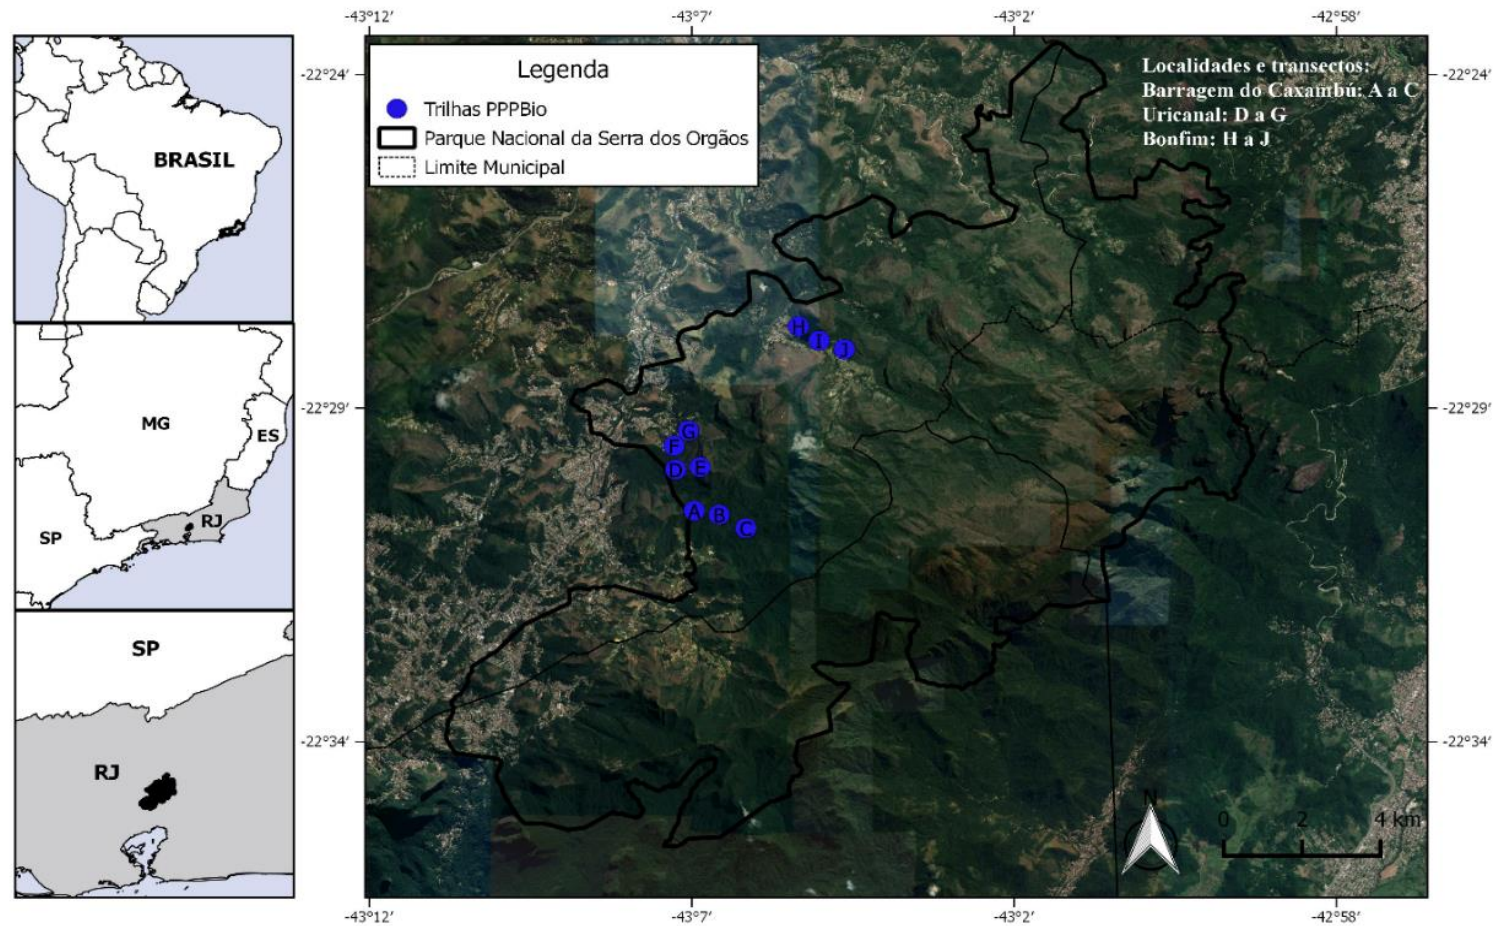 -43°12′ -43°7′ -43°2′ -42°58′
BRASIL
MG
ES
RJ
SP
SP
RJ
Legenda
Trilhas PPPBio
Parque Nacional da Serra dos Orgãos
Limite Municipal
Localidades e transectos:
Barragem do Caxambú: A a C
Uricanal: D a G
Bonfim: H a J
-22°24′ -22°24′
H
I
J
-22°29′ -22°29′
G
F
D E
A B
C
-22°34′ -22°34′
N
0 2 4 km
-43°12′ -43°7′ -43°2′ -42°58′